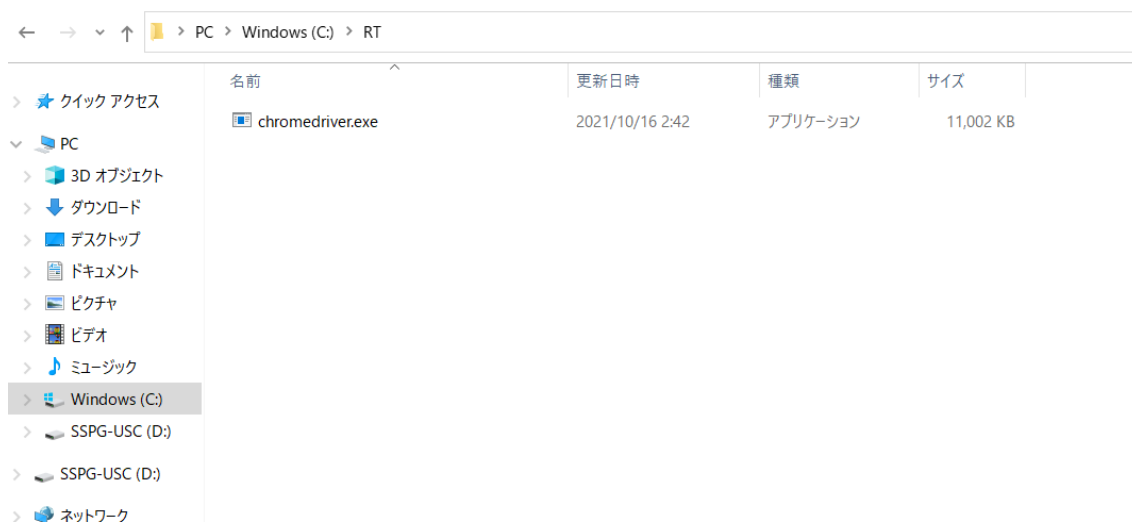 PC > Windows (C:) > RT
名前 更新日時 種類 サイズ
クイック アクセス
chromedriver.exe 2021/10/16 2:42 アプリケーション 11,002 KB
PC
3D オブジェクト
ダウンロード
デスクトップ
ドキュメント
ピクチャ
ビデオ
ミュージック
Windows (C:)
SSPG-USC (D:)
SSPG-USC (D:)
ネットワーク